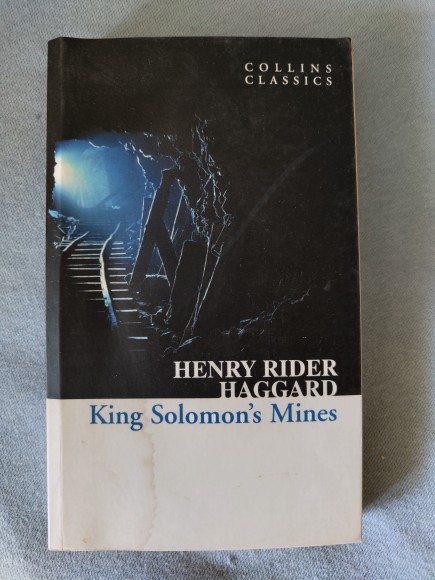 COLLINS
CLASSICS
HENRY RIDER
HAGGARD
King Solomon's Mines